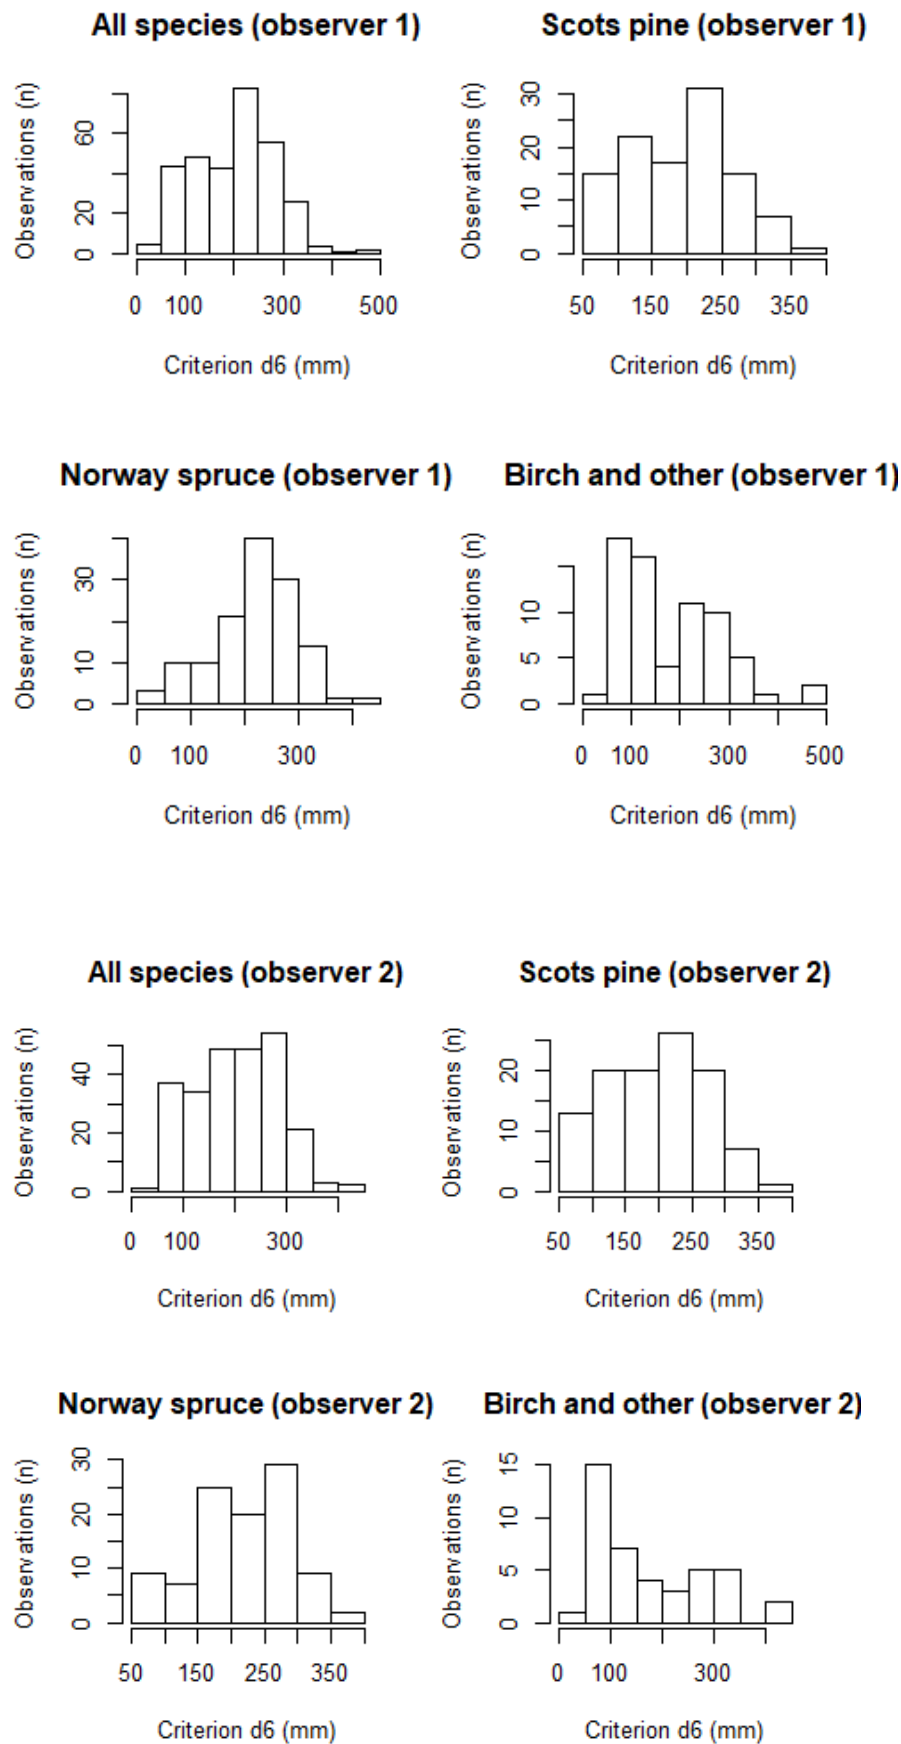 All species (observer 1)
Observations (n)
60
20
0
0 100 300 500
Criterion d6 (mm)
Scots pine (observer 1)
Observations (n)
30
20
10
0
50 150 250 350
Criterion d6 (mm)
Norway spruce (observer 1)
Observations (n)
30
10
0
0 100 300
Criterion d6 (mm)
Birch and other (observer 1)
Observations (n)
10
5
0
0 100 300 500
Criterion d6 (mm)
All species (observer 2)
Observations (n)
40
20
0
0 100 300
Criterion d6 (mm)
Scots pine (observer 2)
Observations (n)
20
10
0
50 150 250 350
Criterion d6 (mm)
Norway spruce (observer 2)
Observations (n)
30
20
10
0
50 150 250 350
Criterion d6 (mm)
Birch and other (observer 2)
Observations (n)
15
10
5
0
0 100 300
Criterion d6 (mm)